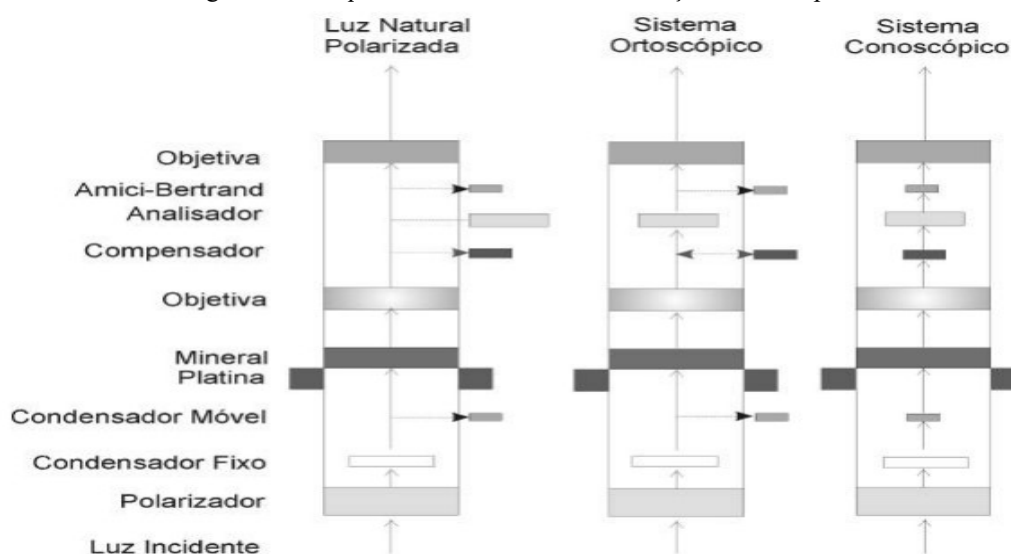 Luz Natural
Polarizada
Sistema
Ortoscópico
Sistema
Conoscópico
Objetiva
Amici-Bertrand
Analisador
Compensador
Objetiva
Mineral
Platina
Condensador Móvel
Condensador Fixo
Polarizador
Luz Incidente